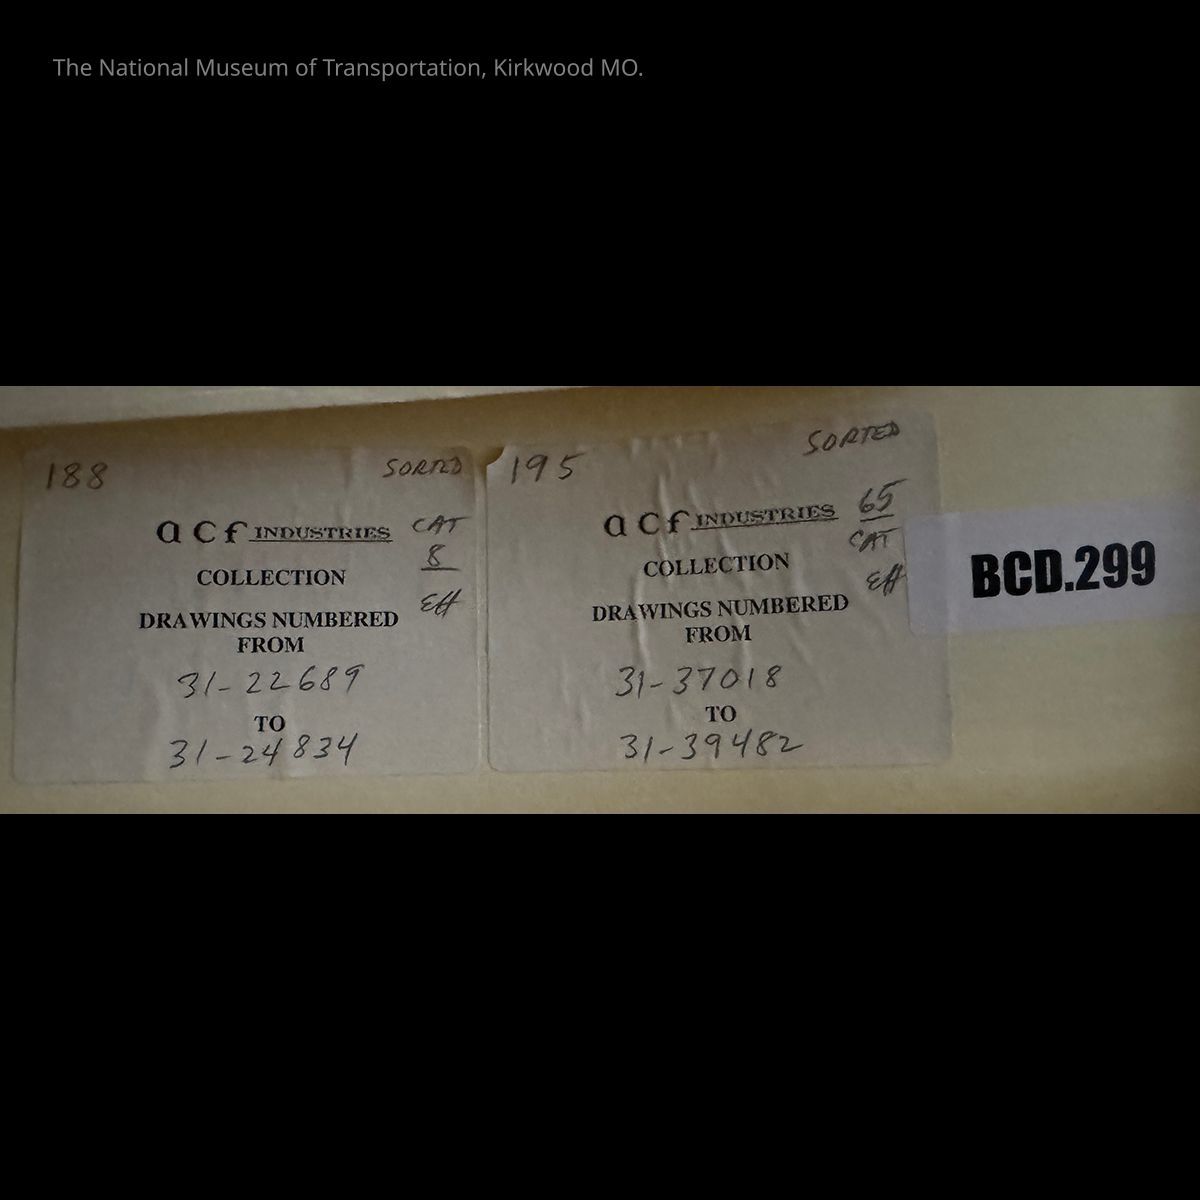 The National Museum of Transportation, Kirkwood MO.
188
SORTED
acf INDUSTRIES
CAT
8
COLLECTION
EH
DRAWINGS NUMBERED
FROM
31-22689
TO
31-24834
195
SORTED
acf INDUSTRIES
65
CAT
COLLECTION
EH
DRAWINGS NUMBERED
FROM
31-37018
TO
31-39482
BCD.299